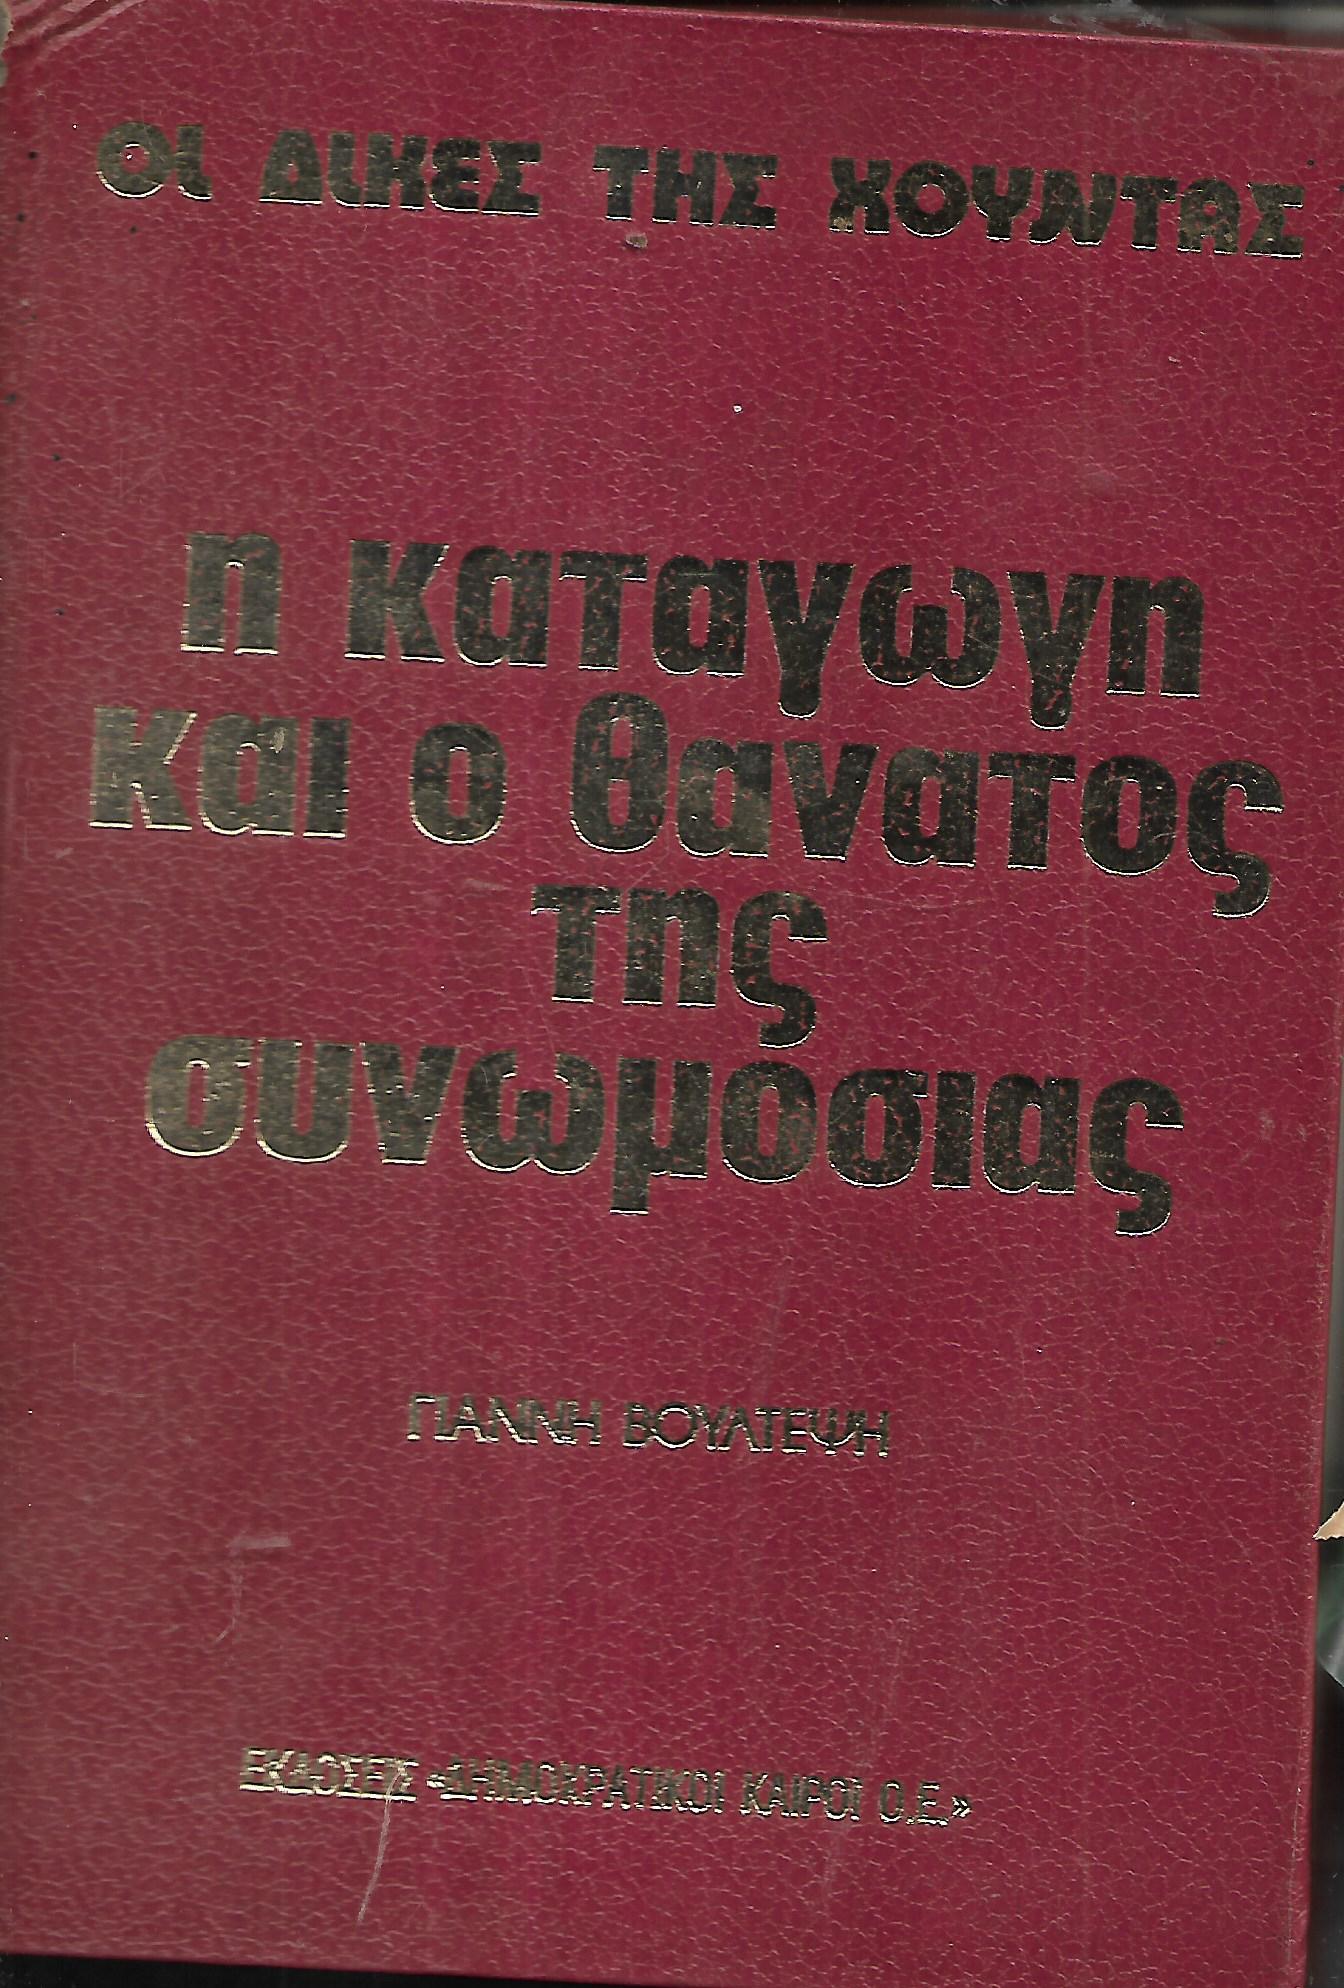 Οι ΔικΕΣ ΤΗΣ ΧΟΥΝΤΑΣ
η καταγωγη
και ο θανατος
της
συνωμοσιας
ΓΙΑΝΝΗ ΒΟΥΛΤΕΨΗ
ΕΚΔΟΣΕΙΣ «ΔΗΜΟΚΡΑΤΙΚΟΙ ΚΑΙΡΟΙ Ο.Ε.»